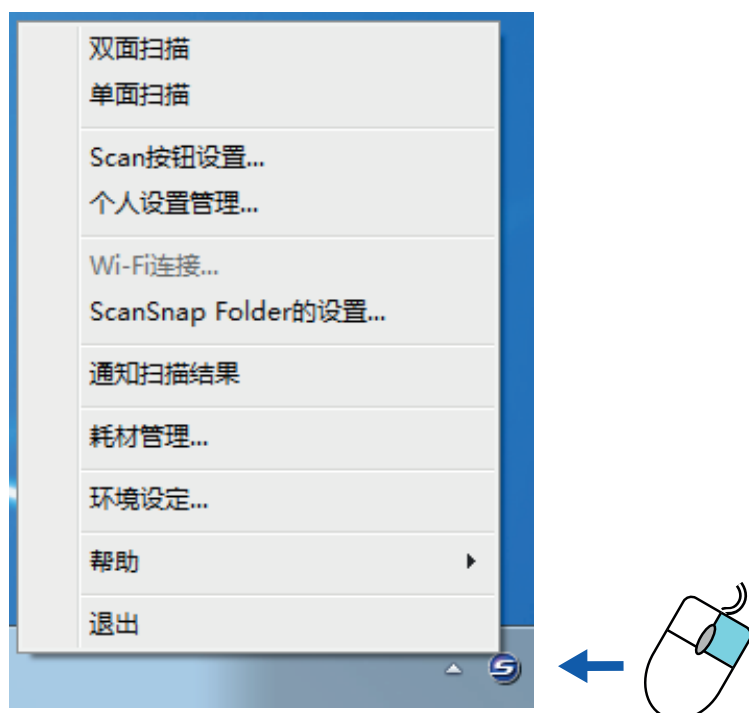 双面扫描
单面扫描
Scan按钮设置...
个人设置管理...
Wi-Fi连接...
ScanSnap Folder的设置...
通知扫描结果
耗材管理...
环境设定...
帮助
退出
S